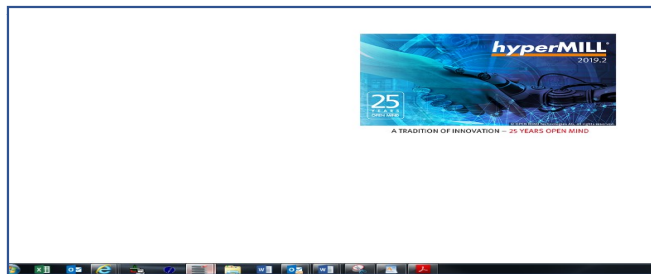 hyperMILL®
2019.2
25
YEARS
OPEN MIND
A TRADITION OF INNOVATION – 25 YEARS OPEN MIND